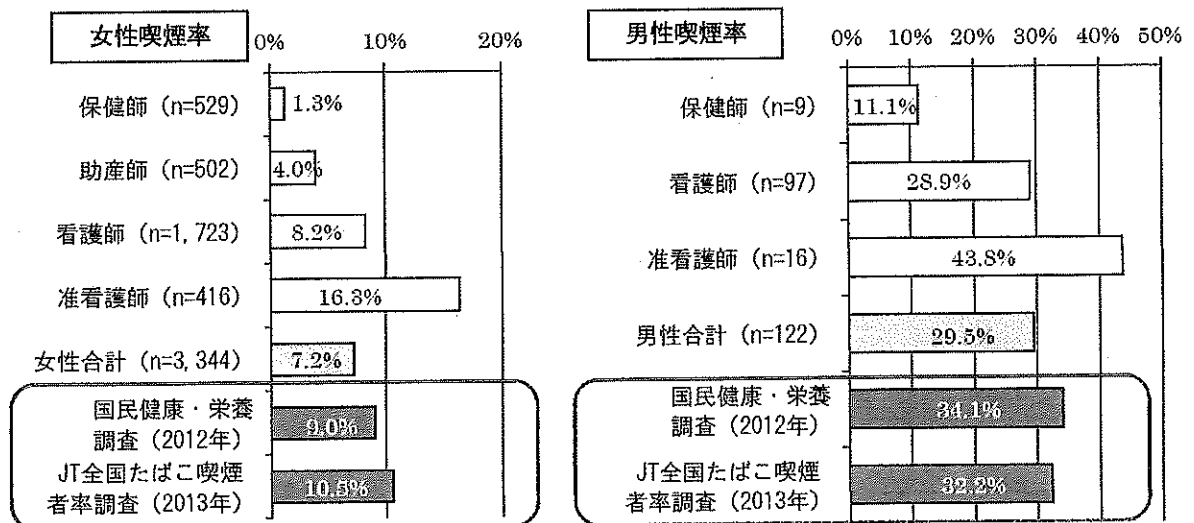 女性喫煙率
0% 10% 20%
保健師 (n=529) 1.3%
助産師 (n=502) 4.0%
看護師 (n=1,723) 8.2%
准看護師 (n=416) 16.3%
女性合計 (n=3,344) 7.2%
国民健康・栄養
調査 (2012年) 9.0%
JT全国たばこ喫煙
者率調査 (2013年) 10.5%
男性喫煙率
0% 10% 20% 30% 40% 50%
保健師 (n=9) 11.1%
看護師 (n=97) 28.9%
准看護師 (n=16) 43.8%
男性合計 (n=122) 29.5%
国民健康・栄養
調査 (2012年) 34.1%
JT全国たばこ喫煙
者率調査 (2013年) 32.2%